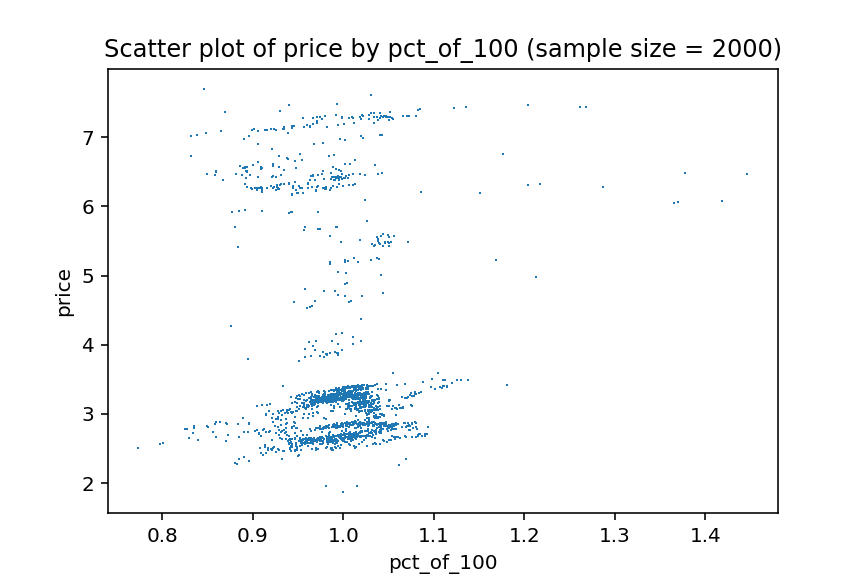 Scatter plot of price by pct_of_100 (sample size = 2000)
7
6
5
4
3
2
price
0.8 0.9 1.0 1.1 1.2 1.3 1.4
pct_of_100